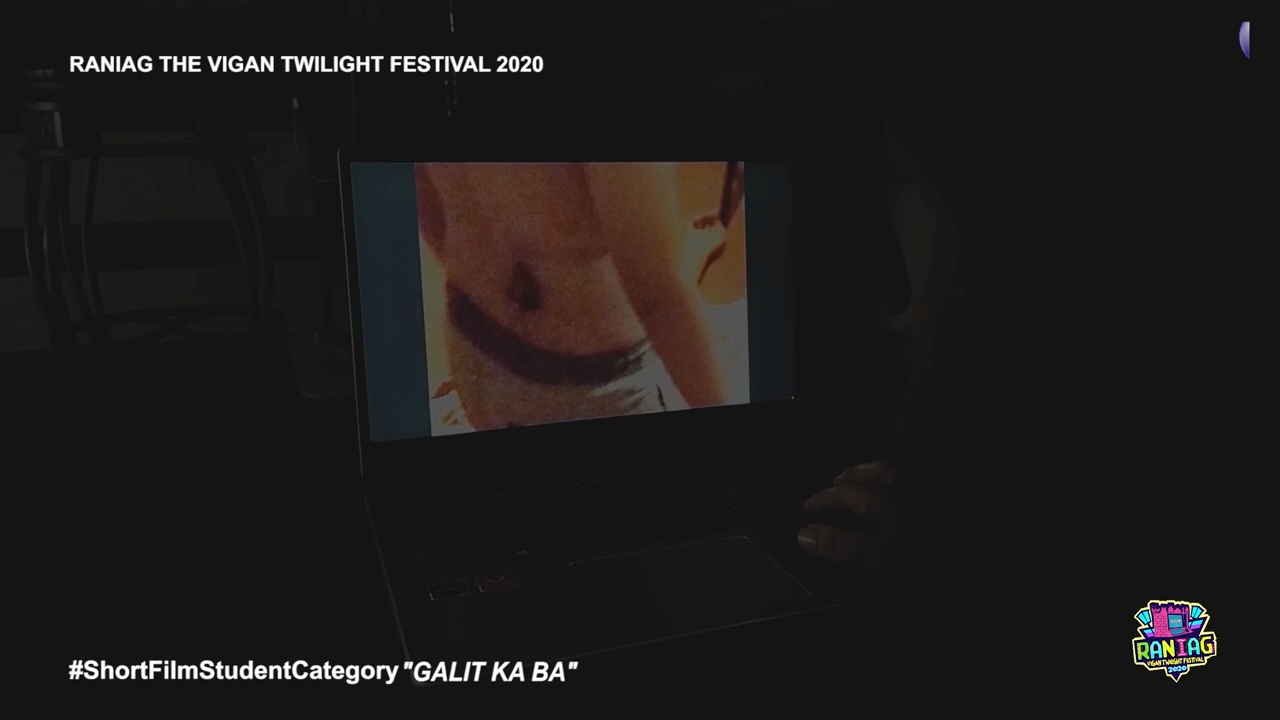 RANIAG THE VIGAN TWILIGHT FESTIVAL 2020
#ShortFilmStudentCategory "GALIT KA BA"
RANIAG
VIGAN TWILIGHT FESTIVAL
2020